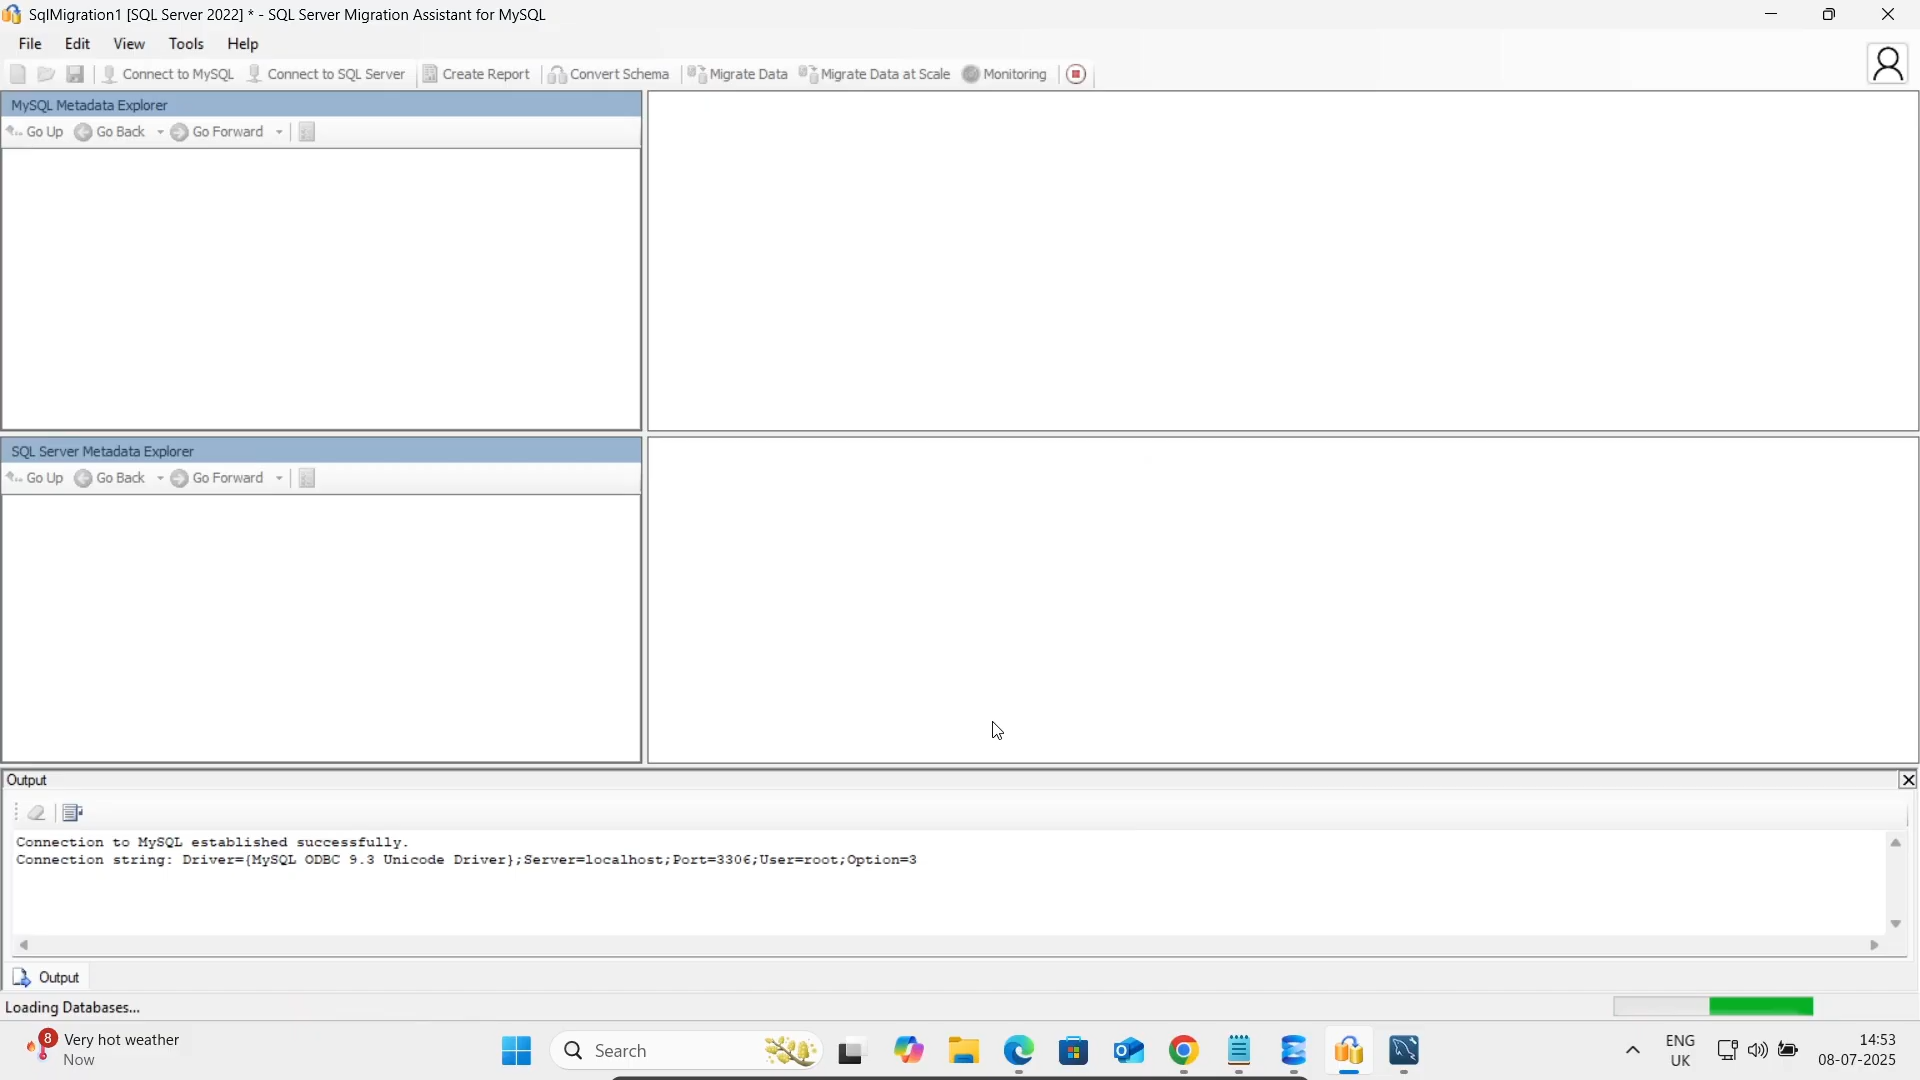 SqlMigration1 [SQL Server 2022] * - SQL Server Migration Assistant for MySQL
File Edit View Tools Help
Connect to MySQL Connect to SQL Server Create Report Convert Schema Migrate Data Migrate Data at Scale Monitoring
MySQL Metadata Explorer
Go Up Go Back Go Forward
SQL Server Metadata Explorer
Go Up Go Back Go Forward
Output
Connection to MySQL established successfully.
Connection string: Driver={MySQL ODBC 9.3 Unicode Driver};Server=localhost;Port=3306;User=root;Option=3
Output
Loading Databases...
8
Very hot weather
Now
Search
ENG
UK
14:53
08-07-2025